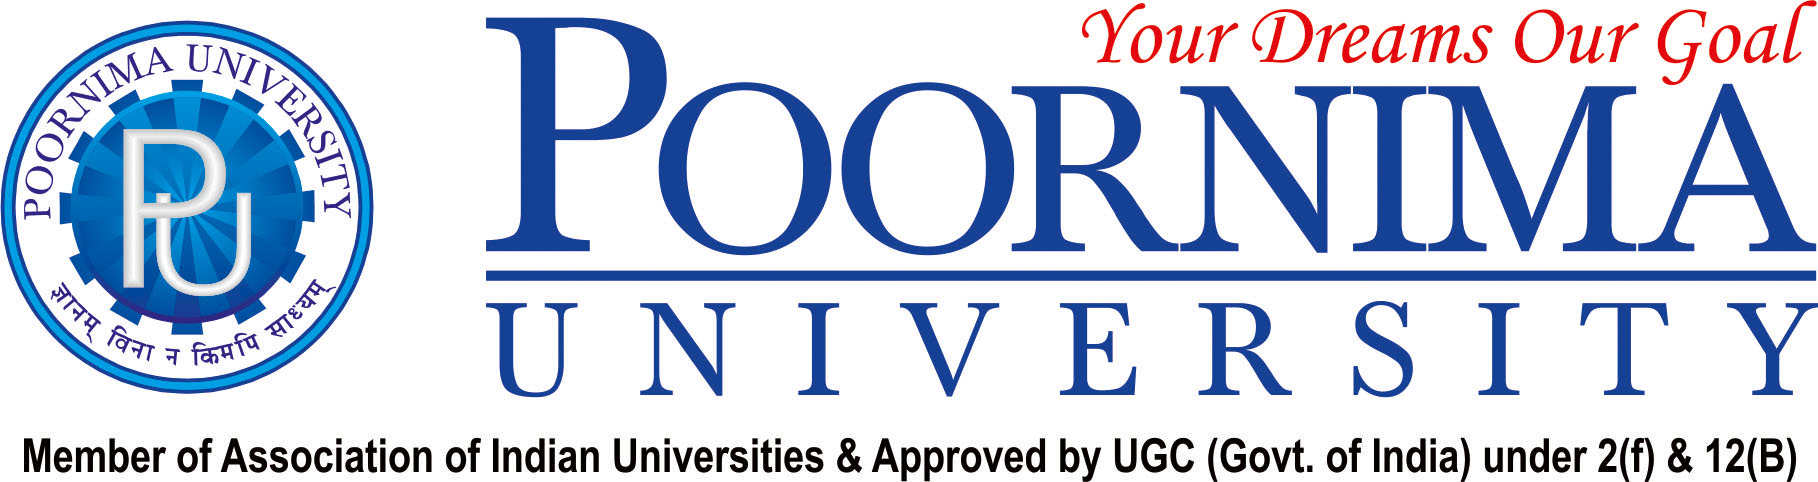 POORNIMA UNIVERSITY
PU
ज्ञानम् विना न किमपि साध्यम्
Your Dreams Our Goal
POORNIMA
UNIVERSITY
Member of Association of Indian Universities & Approved by UGC (Govt. of India) under 2(f) & 12(B)